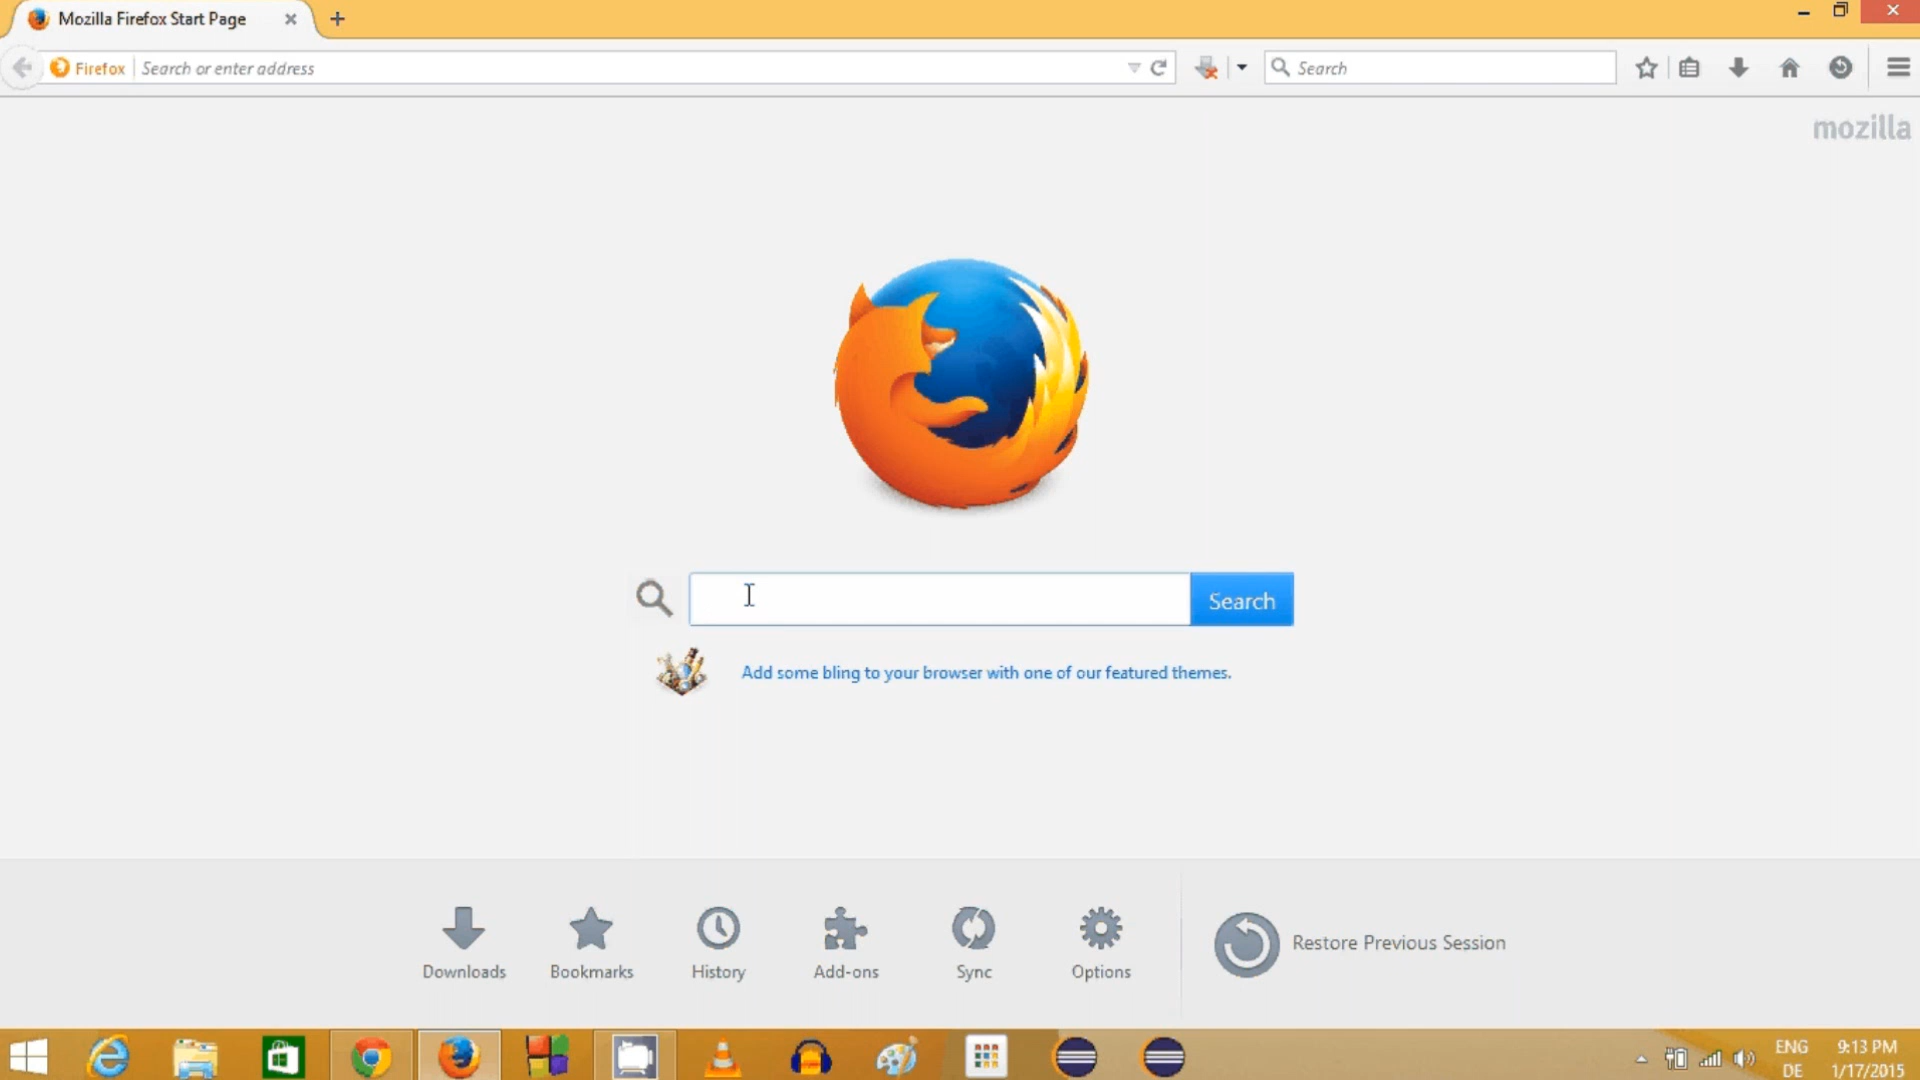 Mozilla Firefox Start Page
Firefox
Search or enter address
Search
mozilla
Search
Add some bling to your browser with one of our featured themes.
Downloads
Bookmarks
History
Add-ons
Sync
Options
Restore Previous Session
ENG
9:13 PM
DE
1/17/2015